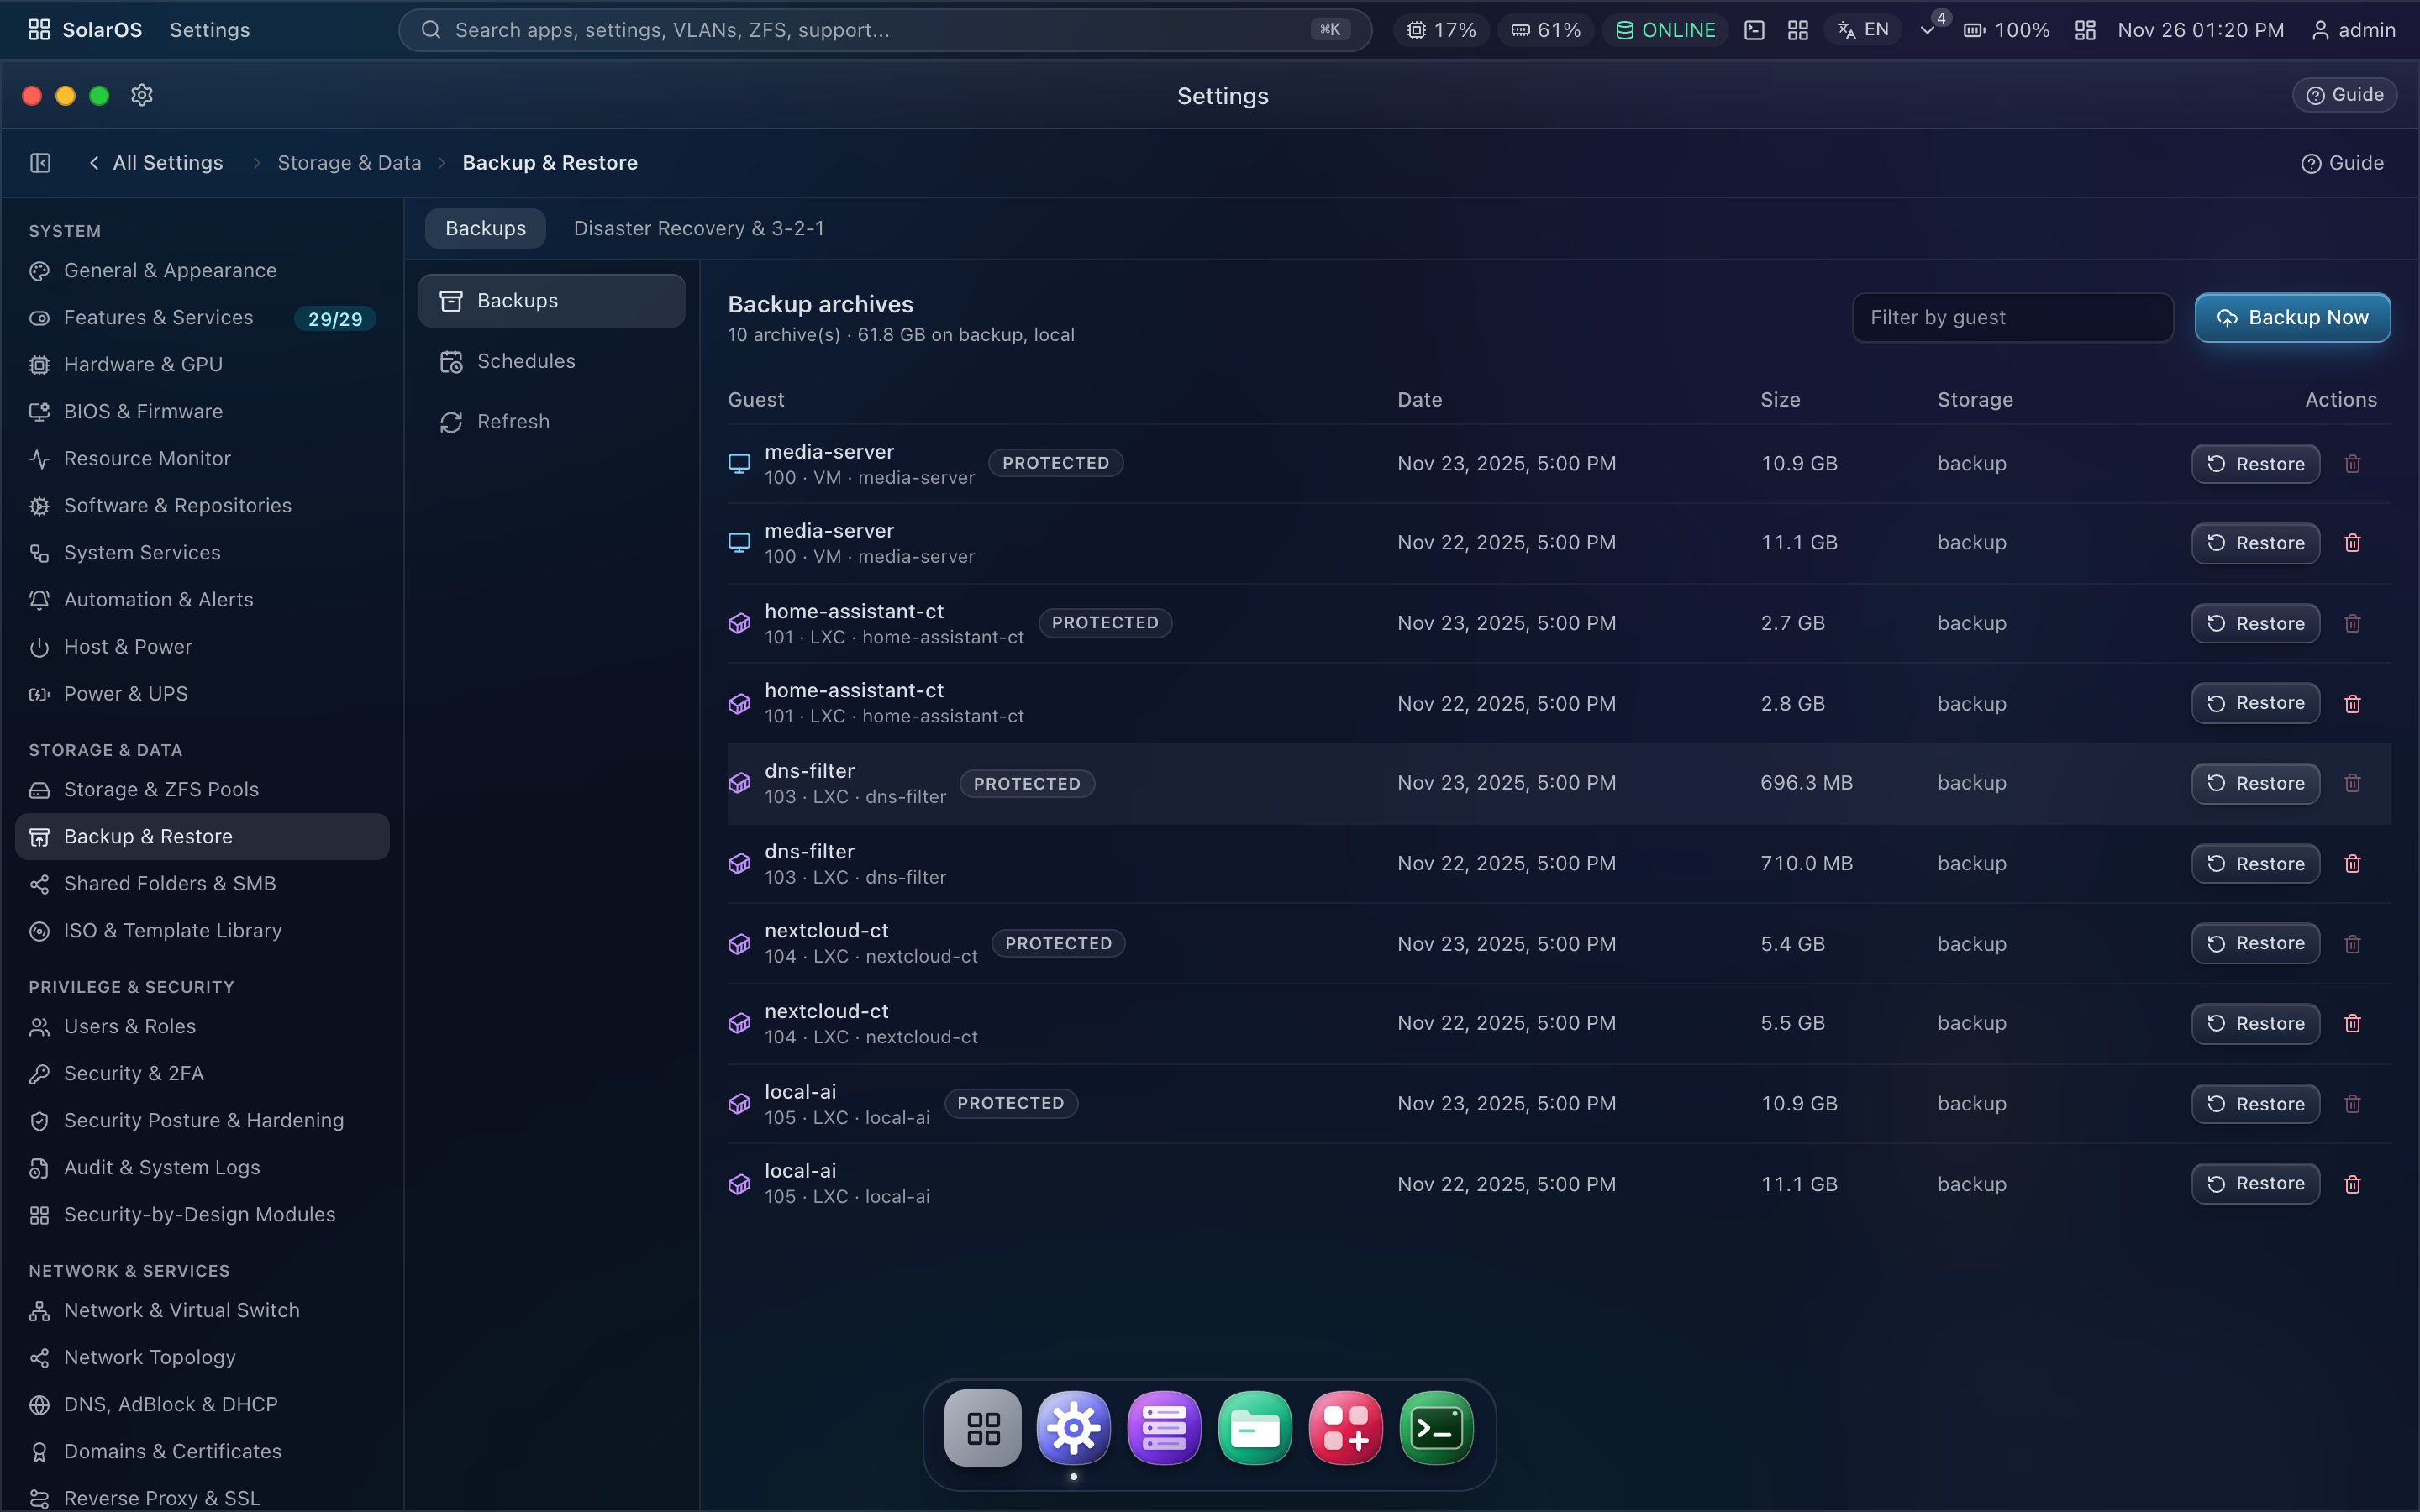 SolarOS
Settings
Search apps, settings, VLANs, ZFS, support...
⌘K
17%
61%
ONLINE
EN
4
100%
Nov 26 01:20 PM
admin
Settings
Guide
All Settings
Storage & Data
Backup & Restore
Guide
SYSTEM
General & Appearance
Features & Services
29/29
Hardware & GPU
BIOS & Firmware
Resource Monitor
Software & Repositories
System Services
Automation & Alerts
Host & Power
Power & UPS
STORAGE & DATA
Storage & ZFS Pools
Backup & Restore
Shared Folders & SMB
ISO & Template Library
PRIVILEGE & SECURITY
Users & Roles
Security & 2FA
Security Posture & Hardening
Audit & System Logs
Security-by-Design Modules
NETWORK & SERVICES
Network & Virtual Switch
Network Topology
DNS, AdBlock & DHCP
Domains & Certificates
Reverse Proxy & SSL
Backups
Disaster Recovery & 3-2-1
Backups
Schedules
Refresh
Backup archives
10 archive(s) · 61.8 GB on backup, local
Filter by guest
Backup Now
Guest Date Size Storage Actions
media-server PROTECTED
100 · VM · media-server
Nov 23, 2025, 5:00 PM 10.9 GB backup Restore
media-server
100 · VM · media-server
Nov 22, 2025, 5:00 PM 11.1 GB backup Restore
home-assistant-ct PROTECTED
101 · LXC · home-assistant-ct
Nov 23, 2025, 5:00 PM 2.7 GB backup Restore
home-assistant-ct
101 · LXC · home-assistant-ct
Nov 22, 2025, 5:00 PM 2.8 GB backup Restore
dns-filter PROTECTED
103 · LXC · dns-filter
Nov 23, 2025, 5:00 PM 696.3 MB backup Restore
dns-filter
103 · LXC · dns-filter
Nov 22, 2025, 5:00 PM 710.0 MB backup Restore
nextcloud-ct PROTECTED
104 · LXC · nextcloud-ct
Nov 23, 2025, 5:00 PM 5.4 GB backup Restore
nextcloud-ct
104 · LXC · nextcloud-ct
Nov 22, 2025, 5:00 PM 5.5 GB backup Restore
local-ai PROTECTED
105 · LXC · local-ai
Nov 23, 2025, 5:00 PM 10.9 GB backup Restore
local-ai
105 · LXC · local-ai
Nov 22, 2025, 5:00 PM 11.1 GB backup Restore